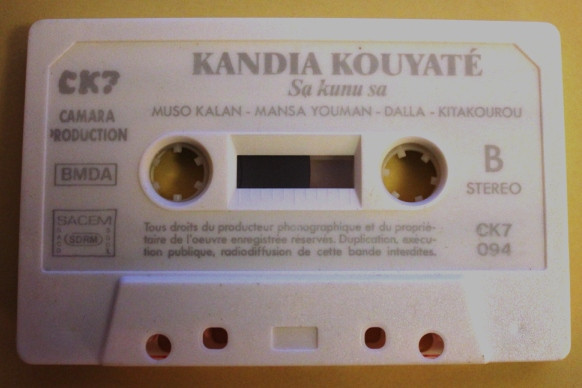 KANDIA KOUYATÉ
Sa kunu sa
MUSO KALAN - MANSA YOUMAN - DALLA - KITAKOUROU
CK7
CAMARA
PRODUCTION
BMDA
SACEM
SDRM
B
STEREO
Tous droits du producteur phonographique et du proprié-
taire de l'oeuvre enregistrée réservés. Duplication, exécu-
tion publique, radiodiffusion de cette bande interdites.
CK7
094